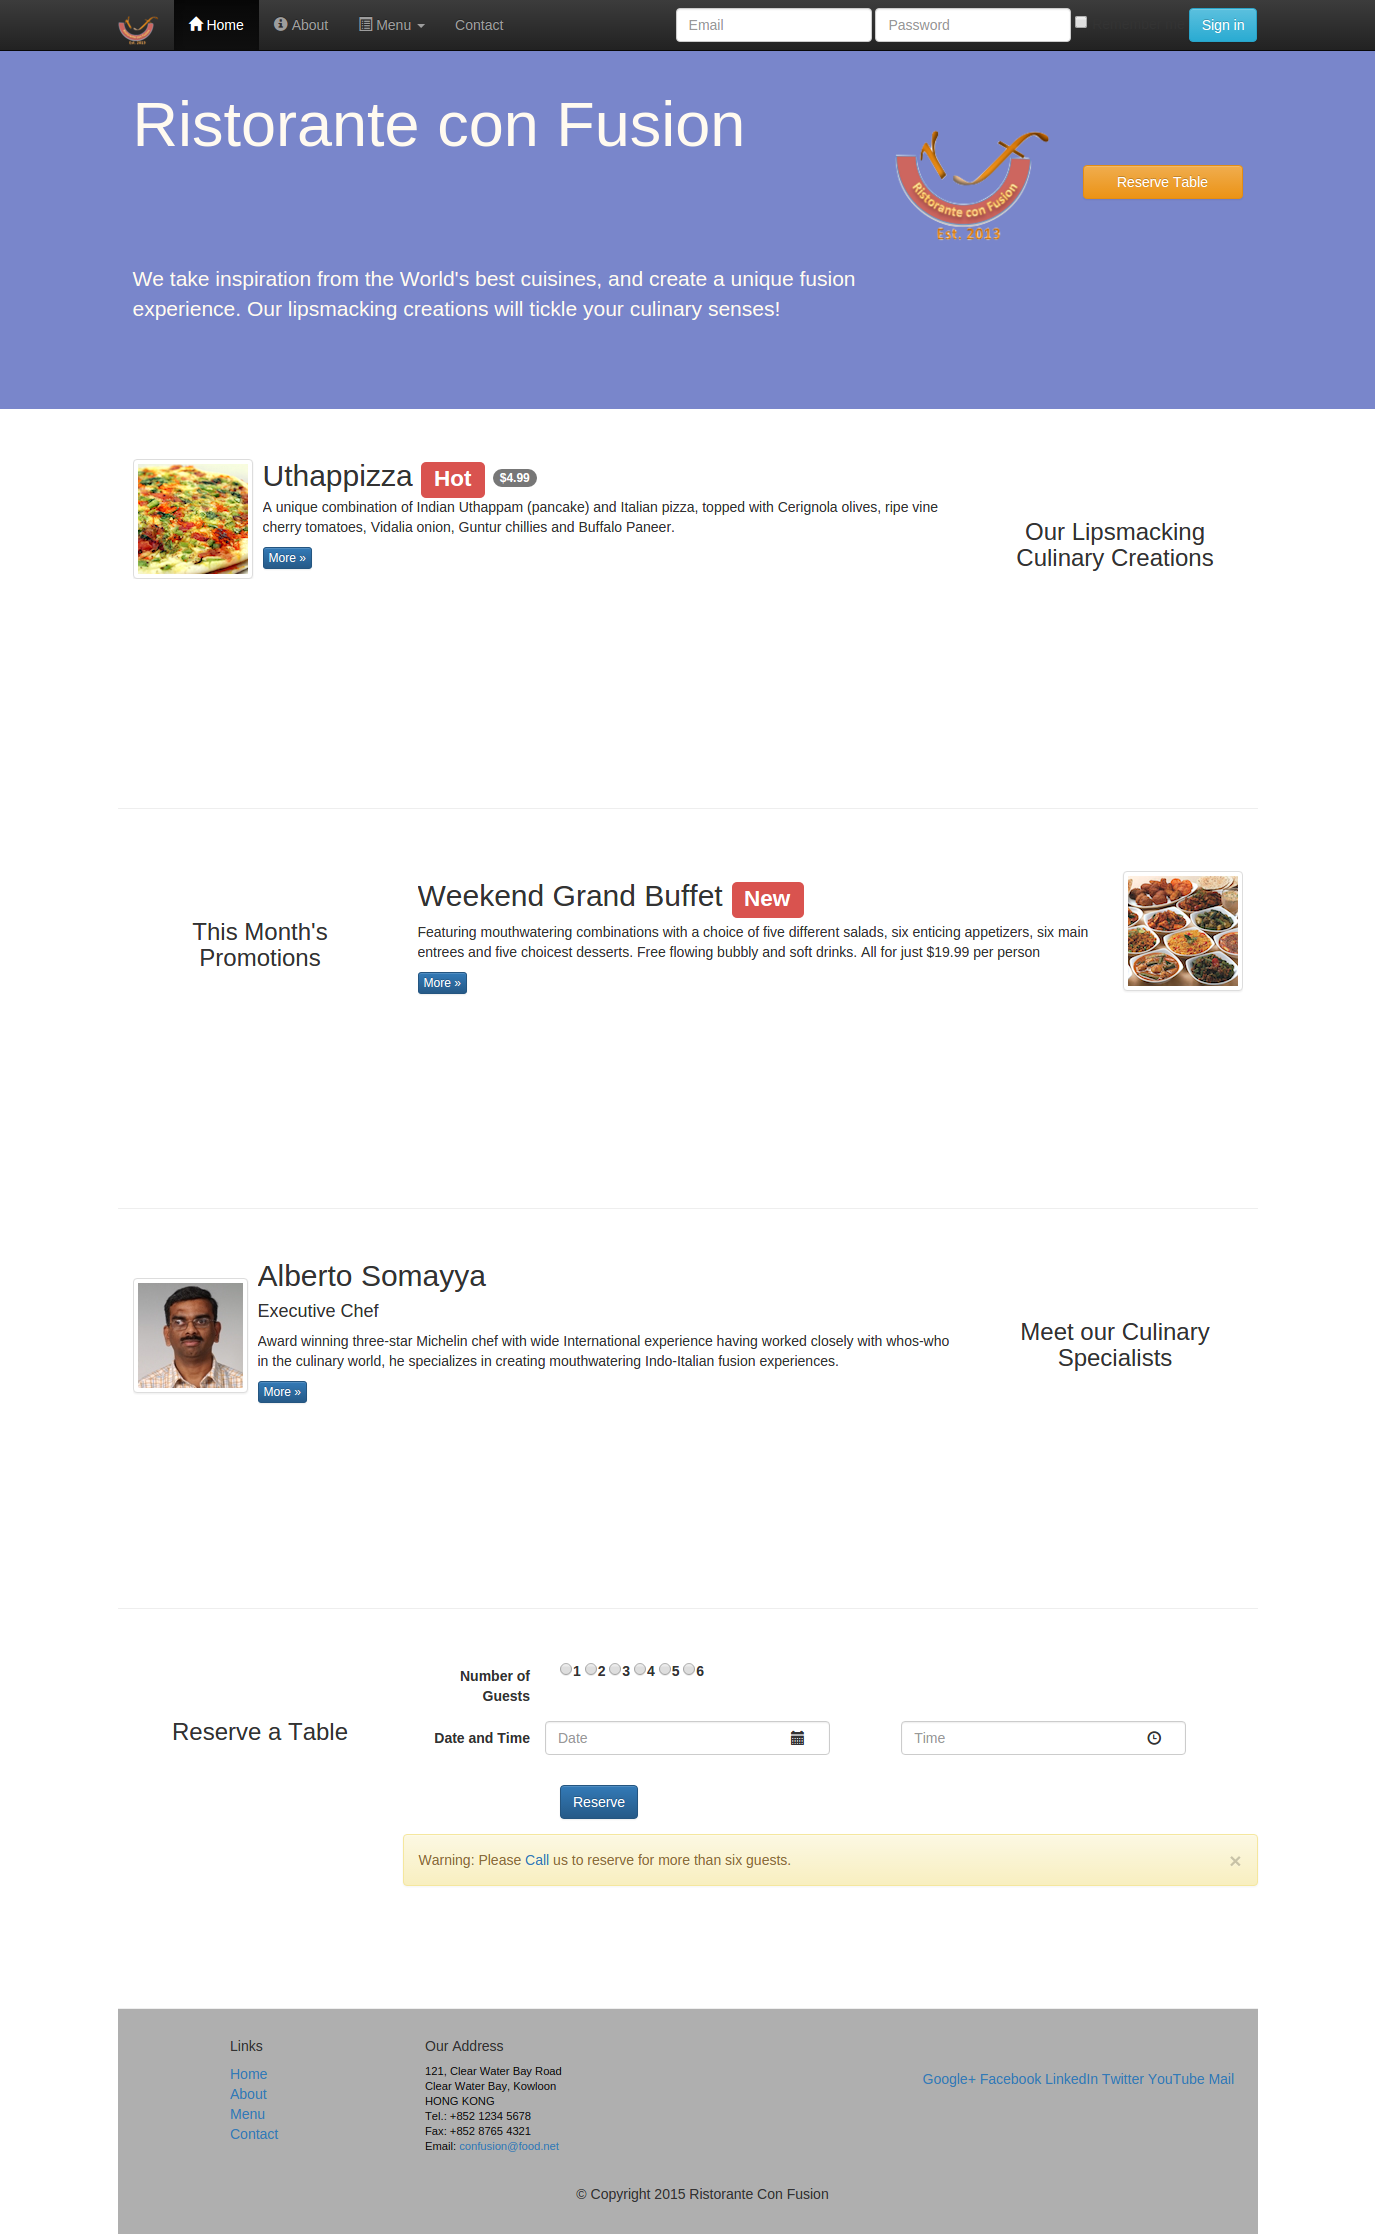 Home About Menu Contact Email Password Sign in
Ristorante con Fusion
Ristorante con Fusion
Est. 2013
Reserve Table
We take inspiration from the World's best cuisines, and create a unique fusion
experience. Our lipsmacking creations will tickle your culinary senses!
Uthappizza Hot $4.99
A unique combination of Indian Uthappam (pancake) and Italian pizza, topped with Cerignola olives, ripe vine
cherry tomatoes, Vidalia onion, Guntur chillies and Buffalo Paneer.
More »
Our Lipsmacking
Culinary Creations
This Month's
Promotions
Weekend Grand Buffet New
Featuring mouthwatering combinations with a choice of five different salads, six enticing appetizers, six main
entrees and five choicest desserts. Free flowing bubbly and soft drinks. All for just $19.99 per person
More »
Alberto Somayya
Executive Chef
Award winning three-star Michelin chef with wide International experience having worked closely with whos-who
in the culinary world, he specializes in creating mouthwatering Indo-Italian fusion experiences.
More »
Meet our Culinary
Specialists
Reserve a Table
Number of
Guests
1 2 3 4 5 6
Date and Time Date Time
Reserve
Warning: Please Call us to reserve for more than six guests. ×
Links
Home
About
Menu
Contact
Our Address
121, Clear Water Bay Road
Clear Water Bay, Kowloon
HONG KONG
Tel.: +852 1234 5678
Fax: +852 8765 4321
Email: confusion@food.net
Google+ Facebook LinkedIn Twitter YouTube Mail
© Copyright 2015 Ristorante Con Fusion